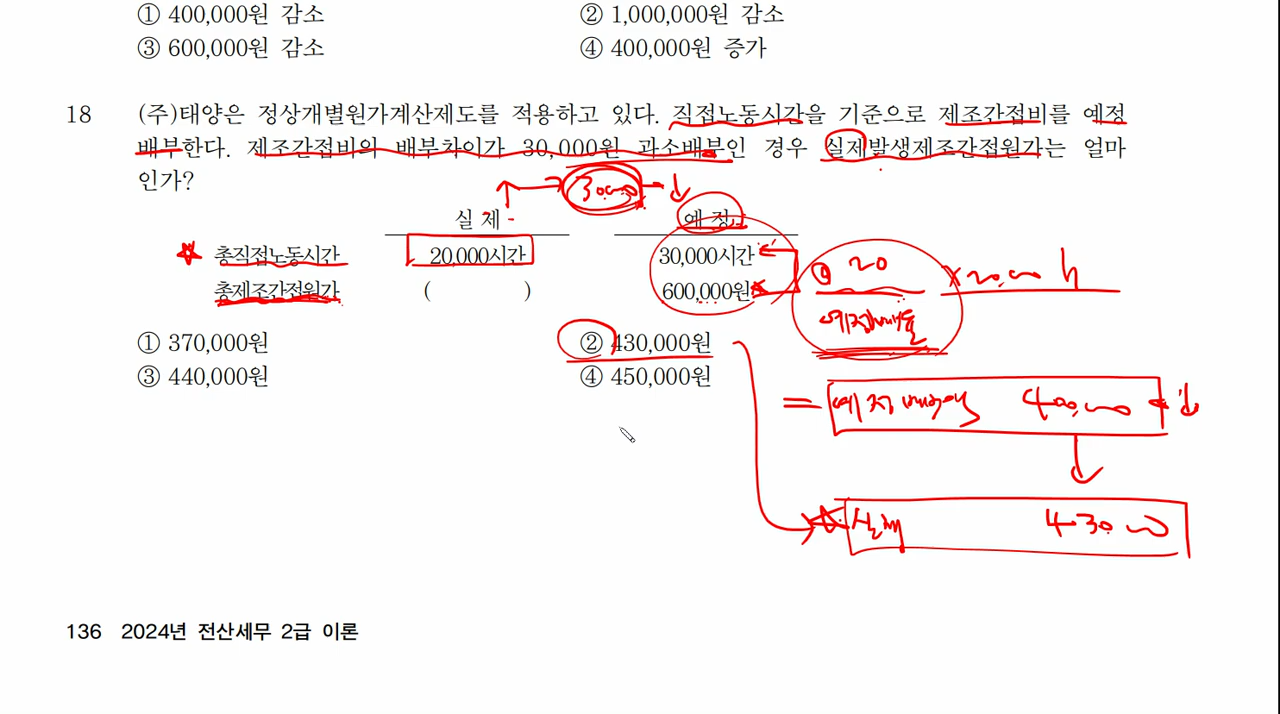 ① 400,000원 감소 ② 1,000,000원 감소
③ 600,000원 감소 ④ 400,000원 증가
18 (주)태양은 정상개별원가계산제도를 적용하고 있다. 직접노동시간을 기준으로 제조간접비를 예정
배부한다. 제조간접비의 배부차이가 30,000원 과소배부인 경우 실제발생제조간접원가는 얼마
인가?
30,000
실 제 예 정
총직접노동시간 20,000시간 30,000시간 @ 20 × 20,000 h
총제조간접원가 ( ) 600,000원 예정배부율
① 370,000원 ② 430,000원
③ 440,000원 ④ 450,000원
= 예정배부액 400,000
실제 430,000
136 2024년 전산세무 2급 이론